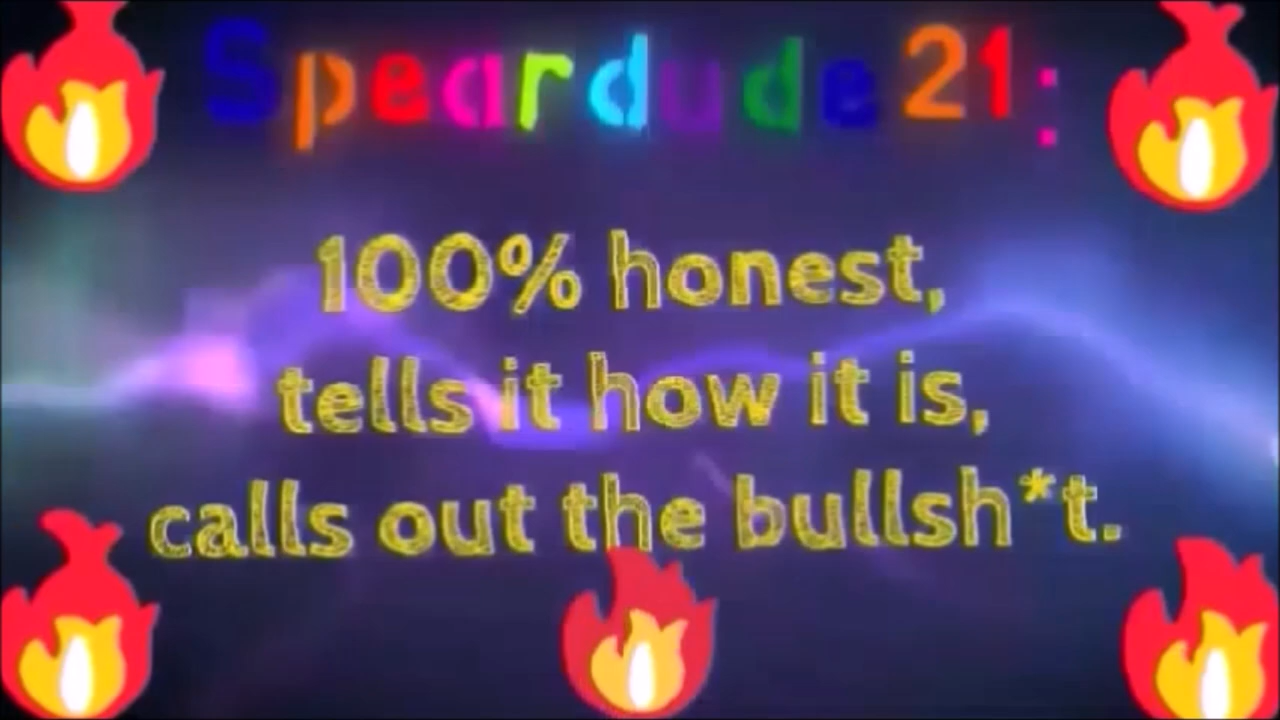 Speardude21:
100% honest,
tells it how it is,
calls out the bullsh*t.